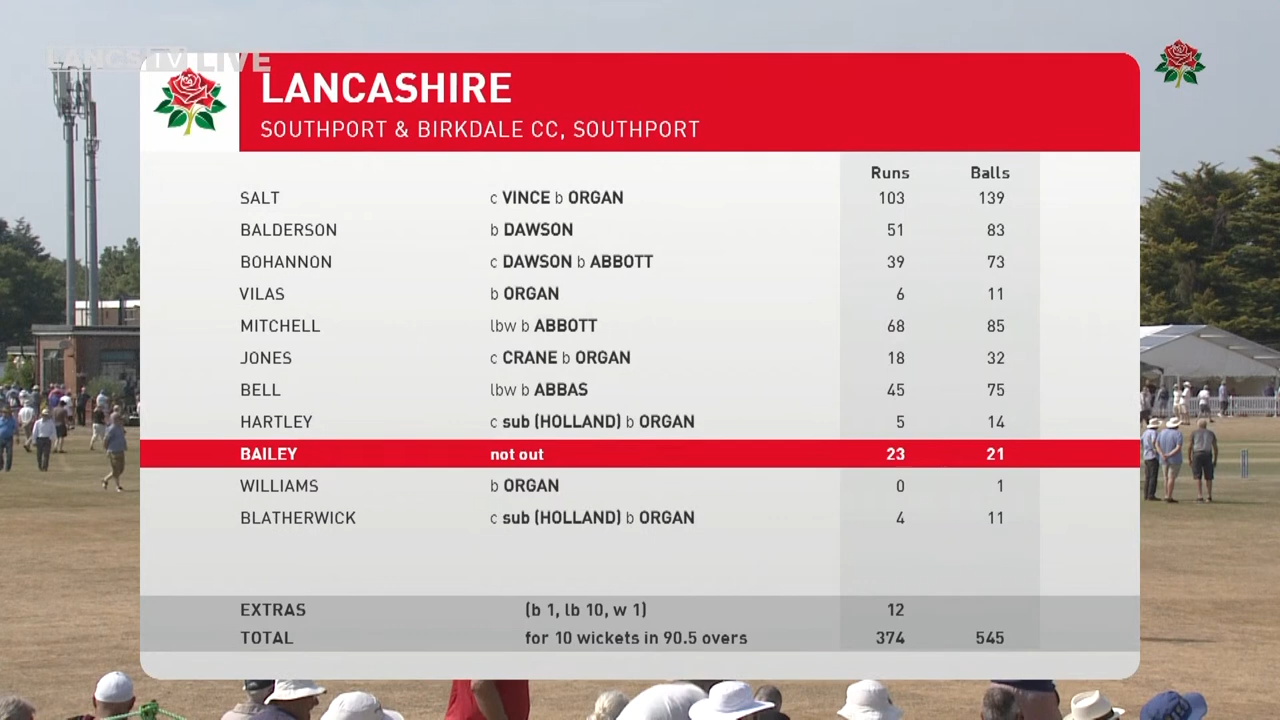 LANCS TV LIVE
LANCASHIRE
SOUTHPORT & BIRKDALE CC, SOUTHPORT
Runs Balls
SALT c VINCE b ORGAN 103 139
BALDERSON b DAWSON 51 83
BOHANNON c DAWSON b ABBOTT 39 73
VILAS b ORGAN 6 11
MITCHELL lbw b ABBOTT 68 85
JONES c CRANE b ORGAN 18 32
BELL lbw b ABBAS 45 75
HARTLEY c sub (HOLLAND) b ORGAN 5 14
BAILEY not out 23 21
WILLIAMS b ORGAN 0 1
BLATHERWICK c sub (HOLLAND) b ORGAN 4 11
EXTRAS (b 1, lb 10, w 1) 12
TOTAL for 10 wickets in 90.5 overs 374 545